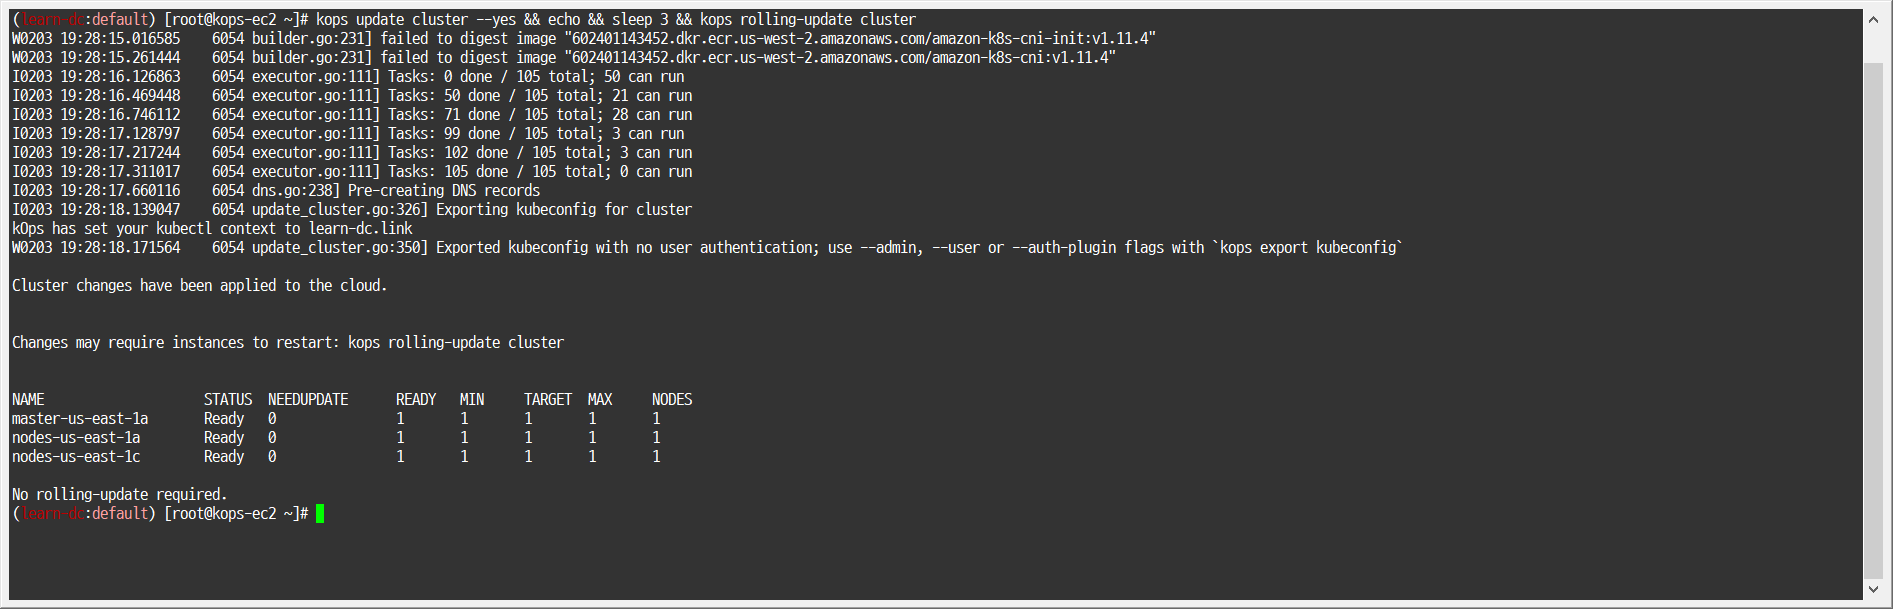 (learn-dc:default) [root@kops-ec2 ~]# kops update cluster --yes && echo && sleep 3 && kops rolling-update cluster
W0203 19:28:15.016585    6054 builder.go:231] failed to digest image "602401143452.dkr.ecr.us-west-2.amazonaws.com/amazon-k8s-cni-init:v1.11.4"
W0203 19:28:15.261444    6054 builder.go:231] failed to digest image "602401143452.dkr.ecr.us-west-2.amazonaws.com/amazon-k8s-cni:v1.11.4"
I0203 19:28:16.126863    6054 executor.go:111] Tasks: 0 done / 105 total; 50 can run
I0203 19:28:16.469448    6054 executor.go:111] Tasks: 50 done / 105 total; 21 can run
I0203 19:28:16.746112    6054 executor.go:111] Tasks: 71 done / 105 total; 28 can run
I0203 19:28:17.128797    6054 executor.go:111] Tasks: 99 done / 105 total; 3 can run
I0203 19:28:17.217244    6054 executor.go:111] Tasks: 102 done / 105 total; 3 can run
I0203 19:28:17.311017    6054 executor.go:111] Tasks: 105 done / 105 total; 0 can run
I0203 19:28:17.660116    6054 dns.go:238] Pre-creating DNS records
I0203 19:28:18.139047    6054 update_cluster.go:326] Exporting kubeconfig for cluster
kOps has set your kubectl context to learn-dc.link
W0203 19:28:18.171564    6054 update_cluster.go:350] Exported kubeconfig with no user authentication; use --admin, --user or --auth-plugin flags with `kops export kubeconfig`
Cluster changes have been applied to the cloud.
Changes may require instances to restart: kops rolling-update cluster
NAME                    STATUS  NEEDUPDATE      READY   MIN     TARGET  MAX     NODES
master-us-east-1a       Ready   0               1       1       1       1       1
nodes-us-east-1a        Ready   0               1       1       1       1       1
nodes-us-east-1c        Ready   0               1       1       1       1       1
No rolling-update required.
(learn-dc:default) [root@kops-ec2 ~]#